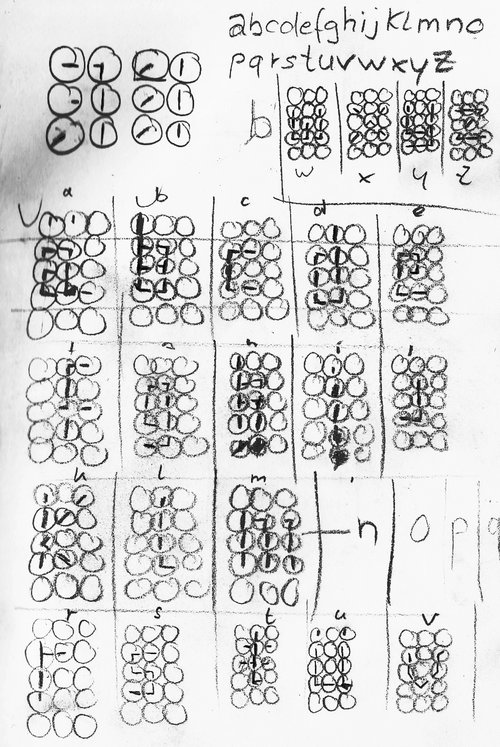 abcdefghijklmno
pqrstuvwxyz
b
w x y z
a b c d e
f g h i j
k l m n o p q
r s t u v